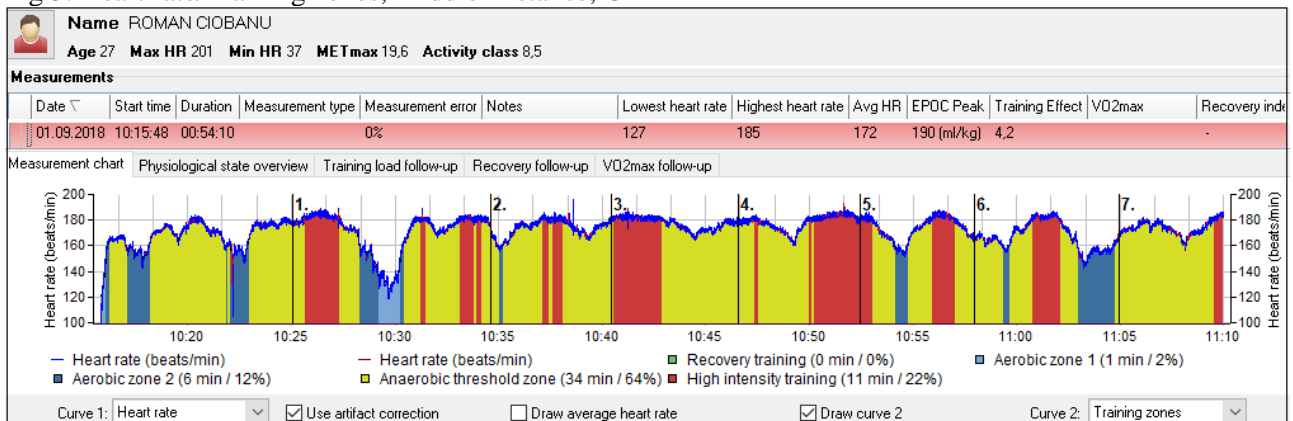 Name ROMAN CIOBANU
Age 27 Max HR 201 Min HR 37 METmax 19,6 Activity class 8,5
Measurements
Date Start time Duration Measurement type Measurement error Notes Lowest heart rate Highest heart rate Avg HR EPOC Peak Training Effect VO2max Recovery inde
01.09.2018 10:15:48 00:54:10 0% 127 185 172 190 (ml/kg) 4,2 -
Measurement chart Physiological state overview Training load follow-up Recovery follow-up VO2max follow-up
Heart rate (beats/min)
200
180
160
140
120
100
1. 2. 3. 4. 5. 6. 7.
200
180
160
140
120
100
Heart rate (beats/min)
10:20 10:25 10:30 10:35 10:40 10:45 10:50 10:55 11:00 11:05 11:10
Heart rate (beats/min) Heart rate (beats/min) Recovery training (0 min / 0%) Aerobic zone 1 (1 min / 2%)
Aerobic zone 2 (6 min / 12%) Anaerobic threshold zone (34 min / 64%) High intensity training (11 min / 22%)
Curve 1: Heart rate Use artifact correction Draw average heart rate Draw curve 2 Curve 2: Training zones